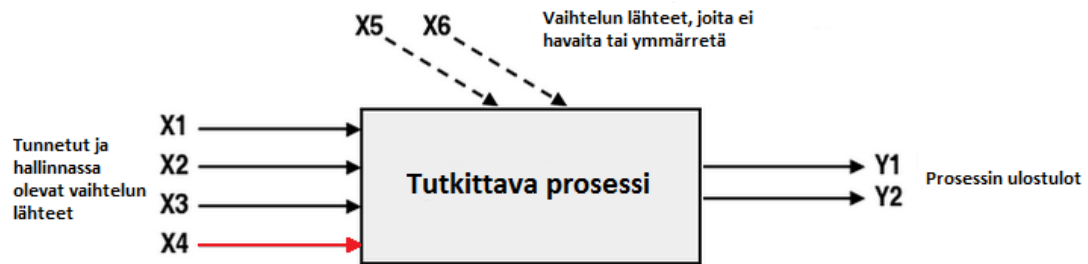 X5 X6
Vaihtelun lähteet, joita ei
havaita tai ymmärretä
Tunnetut ja
hallinnassa
olevat vaihtelun
lähteet
X1
X2
X3
X4
Tutkittava prosessi
Y1
Y2
Prosessin ulostulot